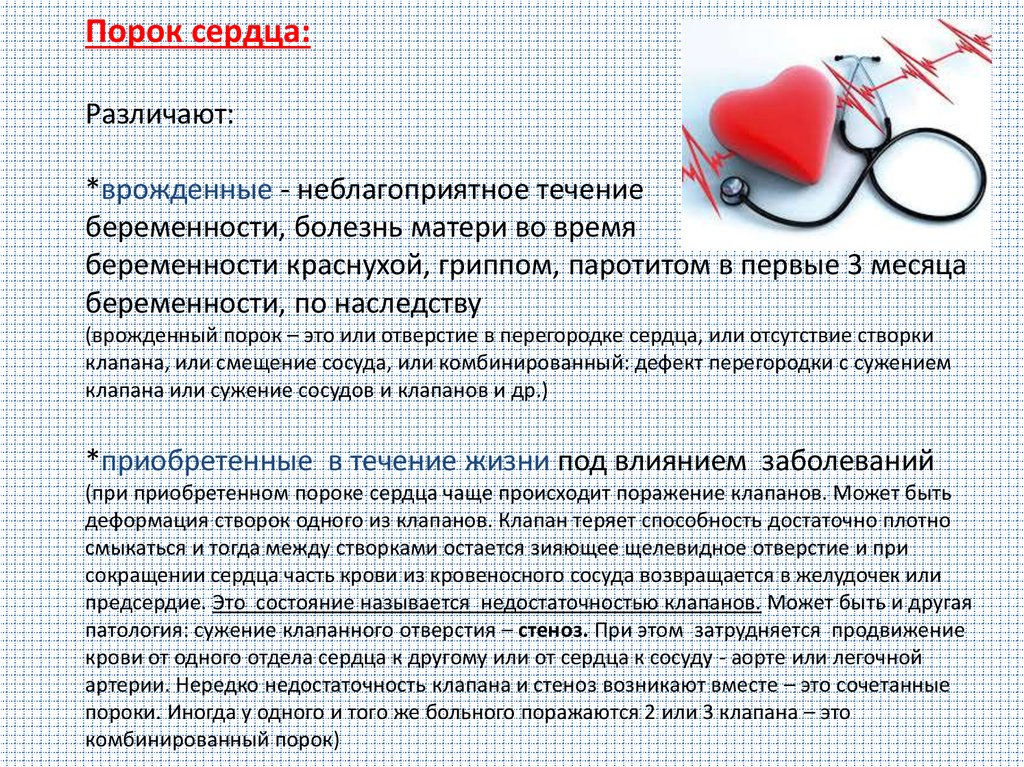 Порок сердца:
Различают:
*врожденные - неблагоприятное течение
беременности, болезнь матери во время
беременности краснухой, гриппом, паротитом в первые 3 месяца
беременности, по наследству
(врожденный порок – это или отверстие в перегородке сердца, или отсутствие створки
клапана, или смещение сосуда, или комбинированный: дефект перегородки с сужением
клапана или сужение сосудов и клапанов и др.)
*приобретенные  в течение жизни под влиянием  заболеваний
(при приобретенном пороке сердца чаще происходит поражение клапанов. Может быть
деформация створок одного из клапанов. Клапан теряет способность достаточно плотно
смыкаться и тогда между створками остается зияющее щелевидное отверстие и при
сокращении сердца часть крови из кровеносного сосуда возвращается в желудочек или
предсердие. Это  состояние называется  недостаточностью клапанов. Может быть и другая
патология: сужение клапанного отверстия – стеноз. При этом  затрудняется  продвижение
крови от одного отдела сердца к другому или от сердца к сосуду - аорте или легочной
артерии. Нередко недостаточность клапана и стеноз возникают вместе – это сочетанные
пороки. Иногда у одного и того же больного поражаются 2 или 3 клапана – это
комбинированный порок)